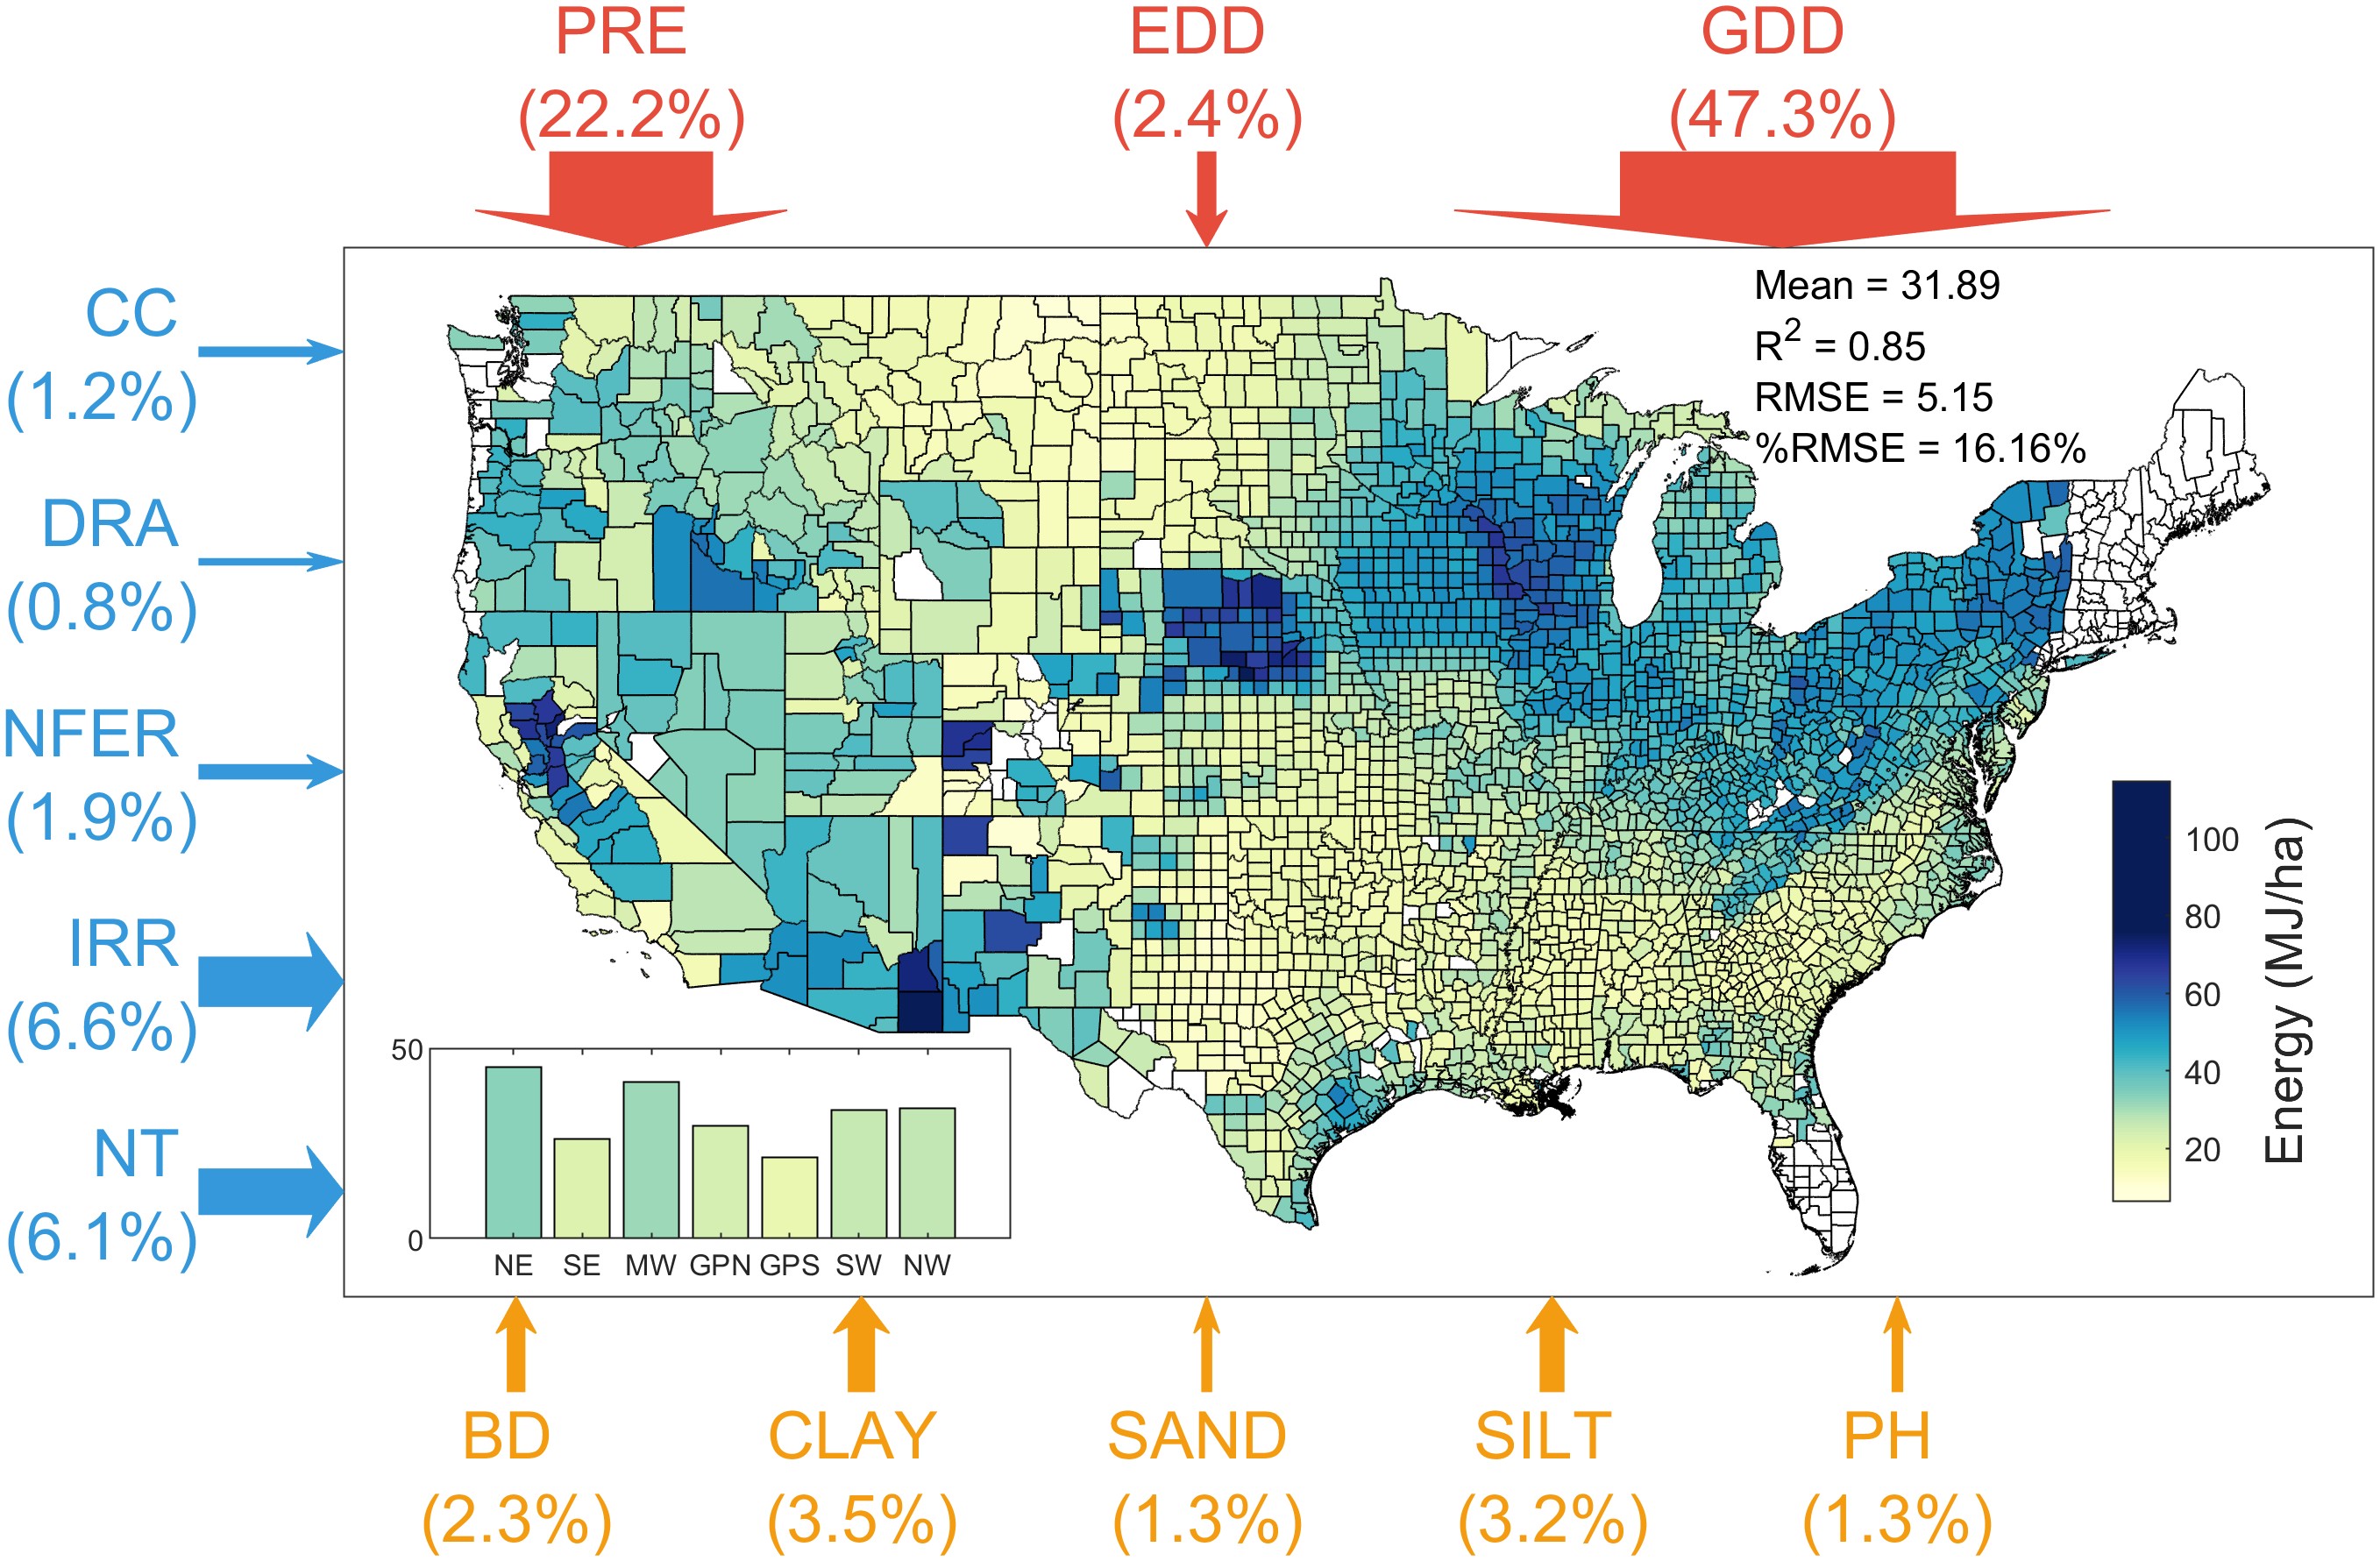 PRE
(22.2%)
EDD
(2.4%)
GDD
(47.3%)
CC
(1.2%)
DRA
(0.8%)
NFER
(1.9%)
IRR
(6.6%)
NT
(6.1%)
Mean = 31.89
R² = 0.85
RMSE = 5.15
%RMSE = 16.16%
100
80
60
40
20
Energy (MJ/ha)
50
0
NE SE MW GPN GPS SW NW
BD
(2.3%)
CLAY
(3.5%)
SAND
(1.3%)
SILT
(3.2%)
PH
(1.3%)